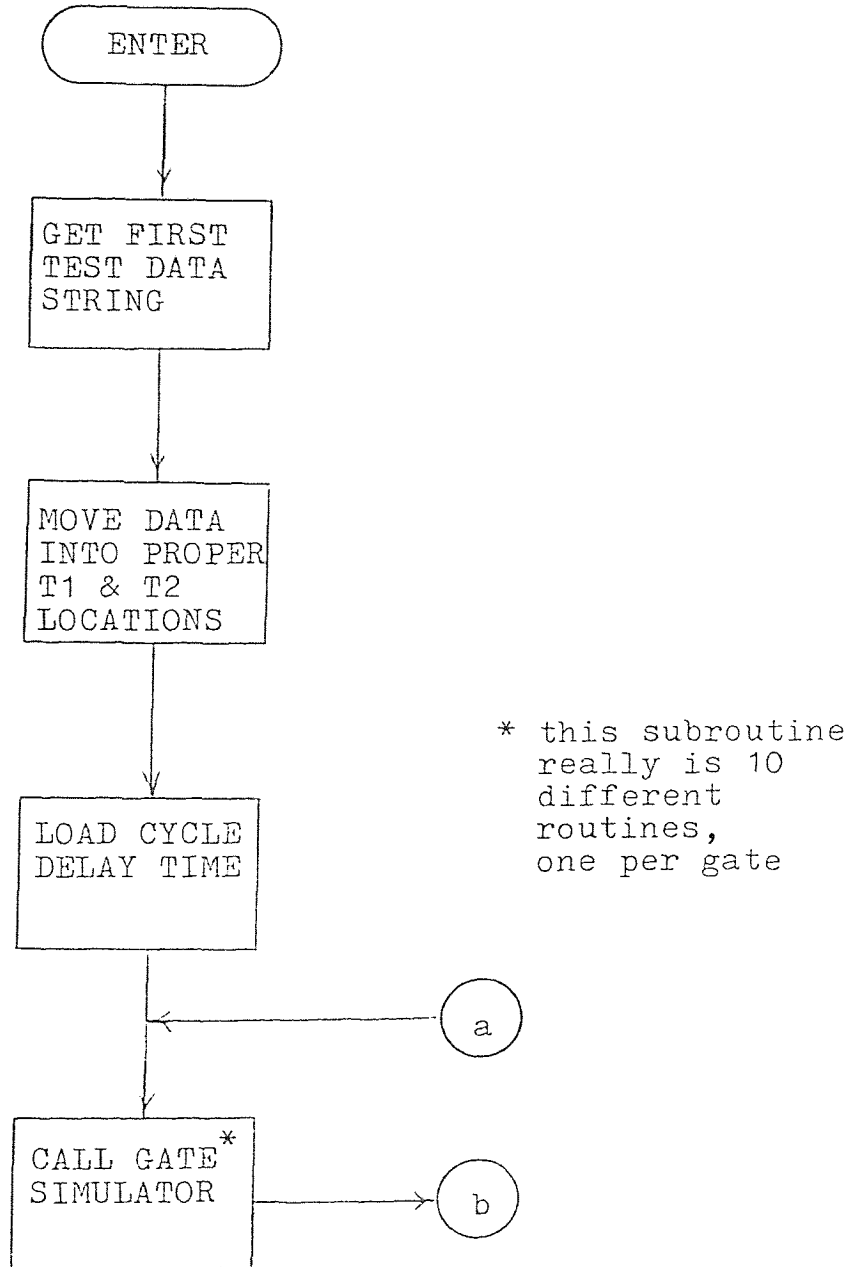 ENTER
GET FIRST
TEST DATA
STRING
MOVE DATA
INTO PROPER
T1 & T2
LOCATIONS
* this subroutine
really is 10
different
routines,
one per gate
LOAD CYCLE
DELAY TIME
a
CALL GATE*
SIMULATOR
b